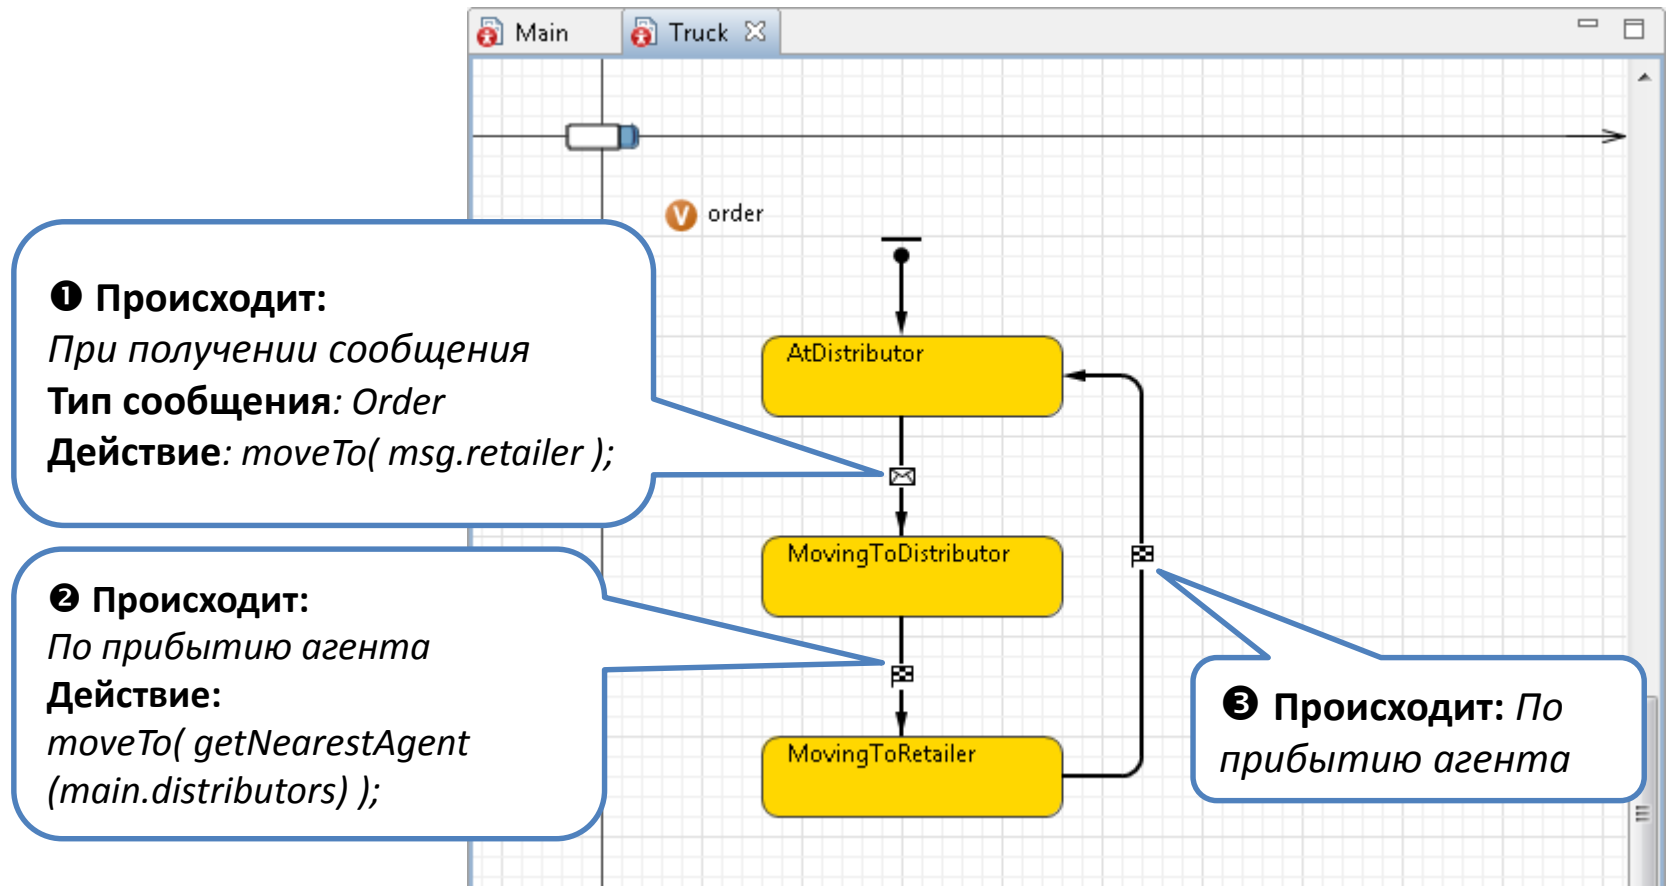 Main
Truck
V order
❶ Происходит:
При получении сообщения
Тип сообщения: Order
Действие: moveTo( msg.retailer );
AtDistributor
❷ Происходит:
По прибытию агента
Действие:
moveTo( getNearestAgent
(main.distributors) );
MovingToDistributor
MovingToRetailer
❸ Происходит: По
прибытию агента